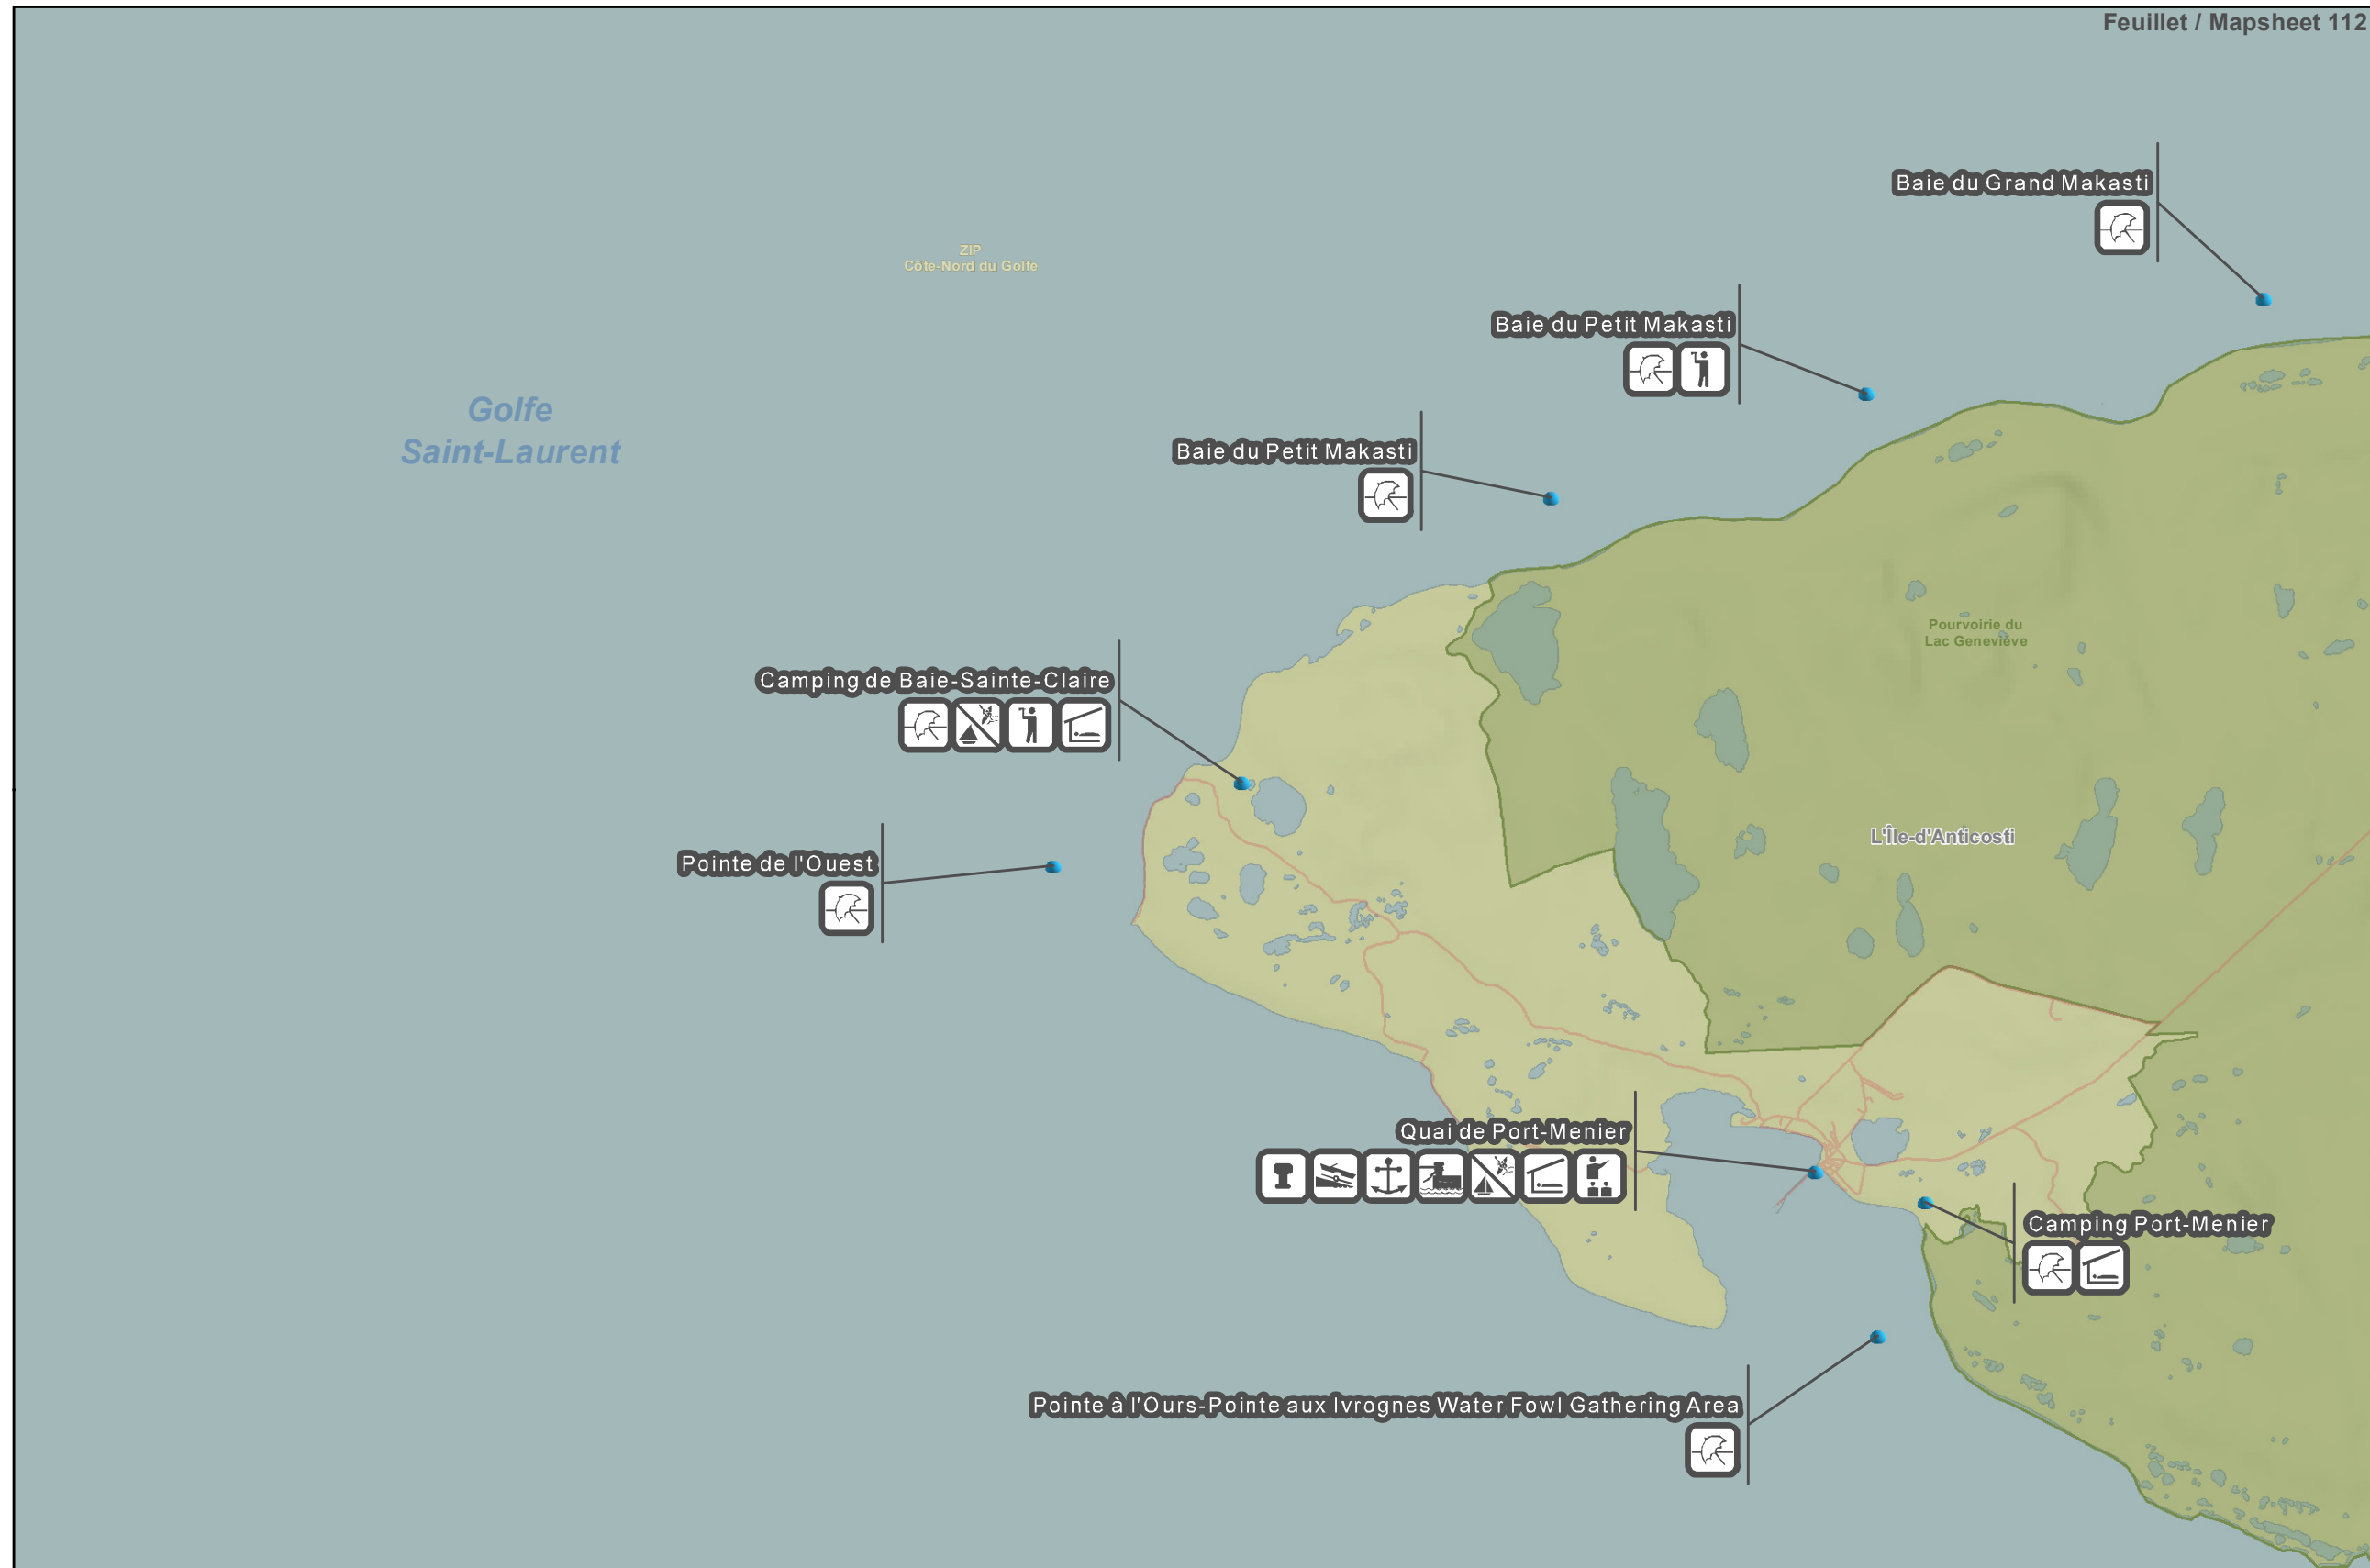 Feuillet / Mapsheet 112
Baie du Grand Makasti
ZIP
Côte-Nord du Golfe
Baie du Petit Makasti
Golfe
Saint-Laurent
Baie du Petit Makasti
Pourvoirie du
Lac Geneviève
Camping de Baie-Sainte-Claire
L'Île-d'Anticosti
Pointe de l'Ouest
Quai de Port-Menier
Camping Port-Menier
Pointe à l'Ours-Pointe aux Ivrognes Water Fowl Gathering Area